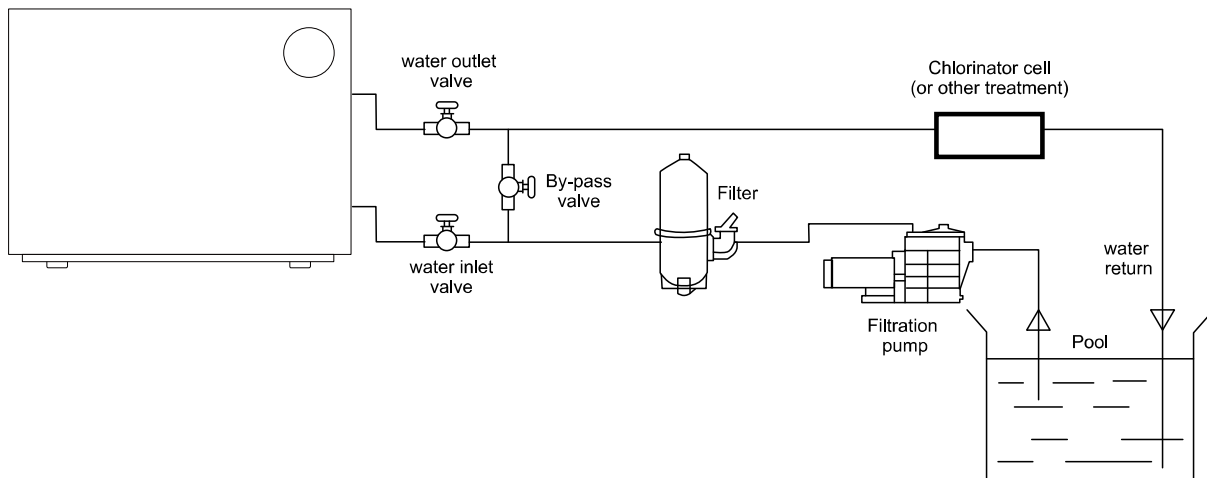 water outlet
valve
Chlorinator cell
(or other treatment)
By-pass
valve
Filter
water inlet
valve
water
return
Filtration
pump
Pool